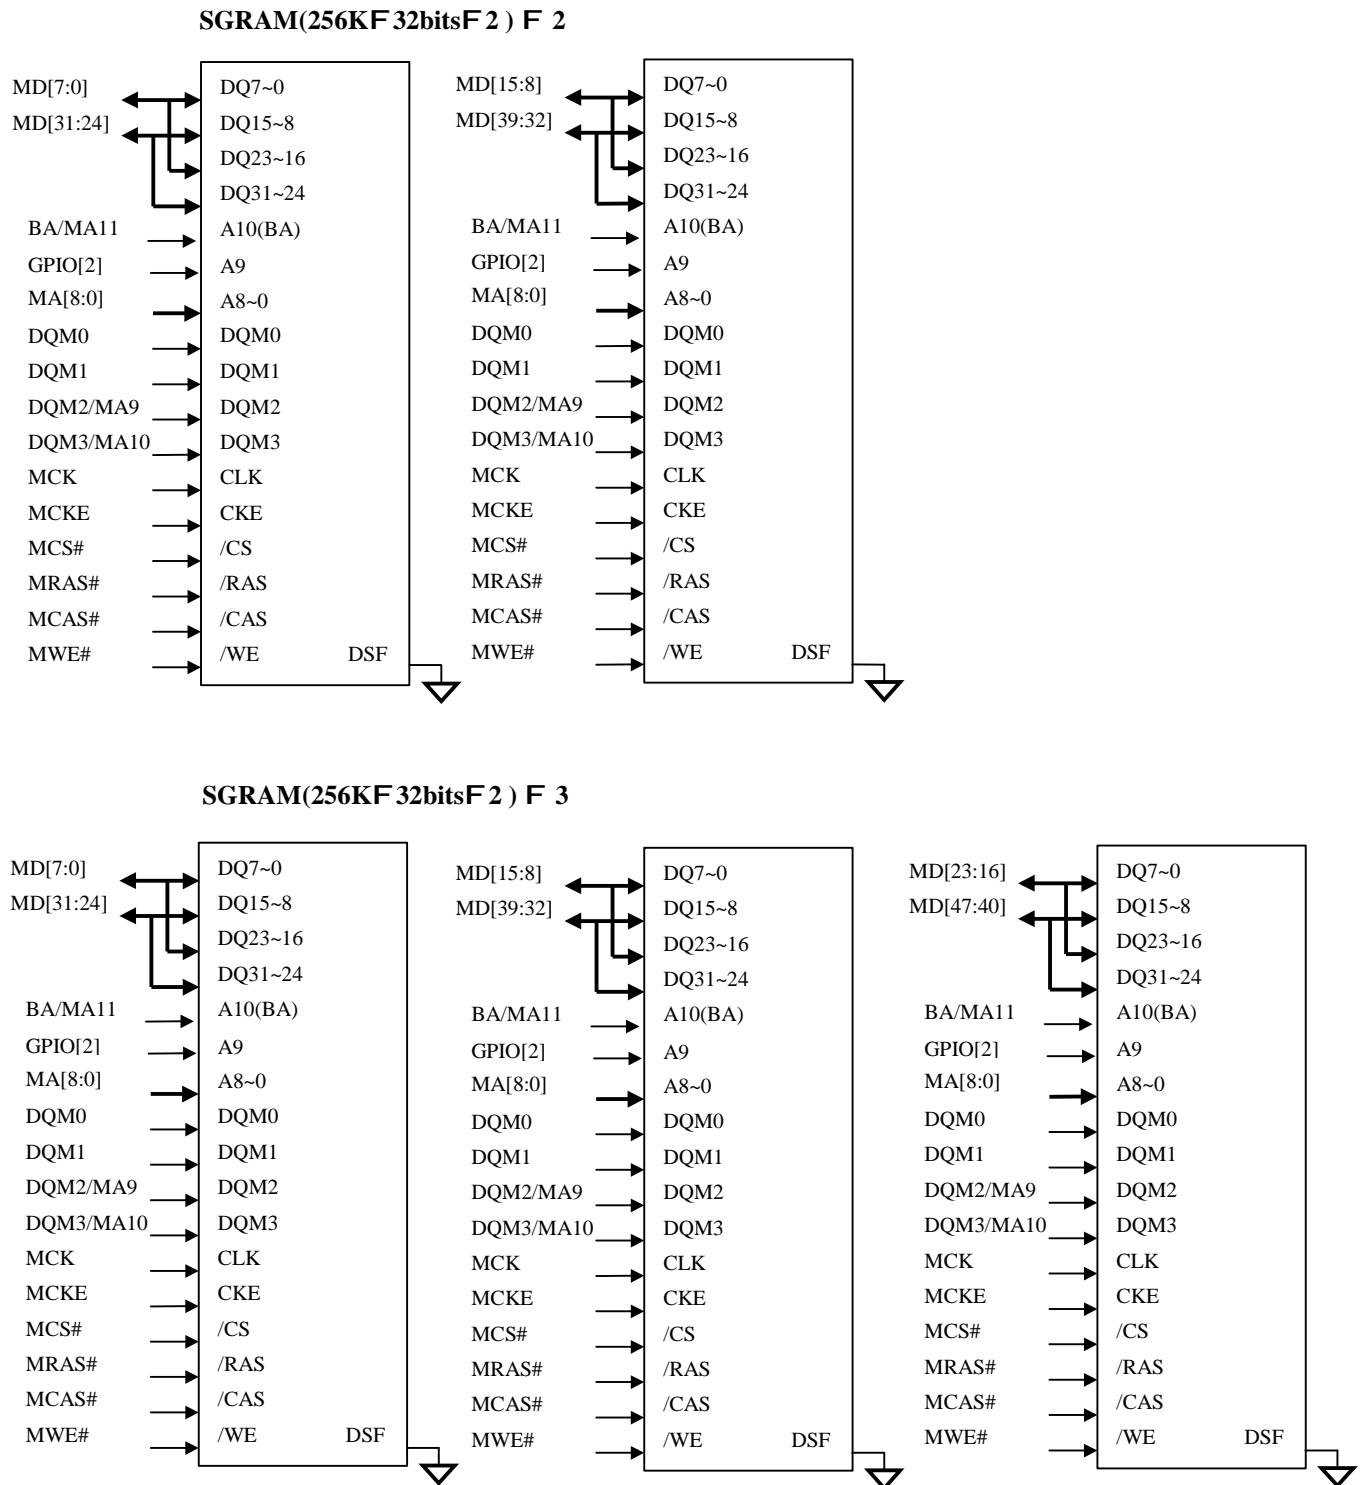 SGRAM(256KF32bitsF2 ) F 2
MD[7:0]
DQ7~0
MD[31:24]
DQ15~8
DQ23~16
DQ31~24
BA/MA11
A10(BA)
GPIO[2]
A9
MA[8:0]
A8~0
DQM0
DQM0
DQM1
DQM1
DQM2/MA9
DQM2
DQM3/MA10
DQM3
MCK
CLK
MCKE
CKE
MCS#
/CS
MRAS#
/RAS
MCAS#
/CAS
MWE#
/WE
DSF
MD[15:8]
DQ7~0
MD[39:32]
DQ15~8
DQ23~16
DQ31~24
BA/MA11
A10(BA)
GPIO[2]
A9
MA[8:0]
A8~0
DQM0
DQM0
DQM1
DQM1
DQM2/MA9
DQM2
DQM3/MA10
DQM3
MCK
CLK
MCKE
CKE
MCS#
/CS
MRAS#
/RAS
MCAS#
/CAS
MWE#
/WE
DSF
SGRAM(256KF32bitsF2 ) F 3
MD[7:0]
DQ7~0
MD[31:24]
DQ15~8
DQ23~16
DQ31~24
BA/MA11
A10(BA)
GPIO[2]
A9
MA[8:0]
A8~0
DQM0
DQM0
DQM1
DQM1
DQM2/MA9
DQM2
DQM3/MA10
DQM3
MCK
CLK
MCKE
CKE
MCS#
/CS
MRAS#
/RAS
MCAS#
/CAS
MWE#
/WE
DSF
MD[15:8]
DQ7~0
MD[39:32]
DQ15~8
DQ23~16
DQ31~24
BA/MA11
A10(BA)
GPIO[2]
A9
MA[8:0]
A8~0
DQM0
DQM0
DQM1
DQM1
DQM2/MA9
DQM2
DQM3/MA10
DQM3
MCK
CLK
MCKE
CKE
MCS#
/CS
MRAS#
/RAS
MCAS#
/CAS
MWE#
/WE
DSF
MD[23:16]
DQ7~0
MD[47:40]
DQ15~8
DQ23~16
DQ31~24
BA/MA11
A10(BA)
GPIO[2]
A9
MA[8:0]
A8~0
DQM0
DQM0
DQM1
DQM1
DQM2/MA9
DQM2
DQM3/MA10
DQM3
MCK
CLK
MCKE
CKE
MCS#
/CS
MRAS#
/RAS
MCAS#
/CAS
MWE#
/WE
DSF